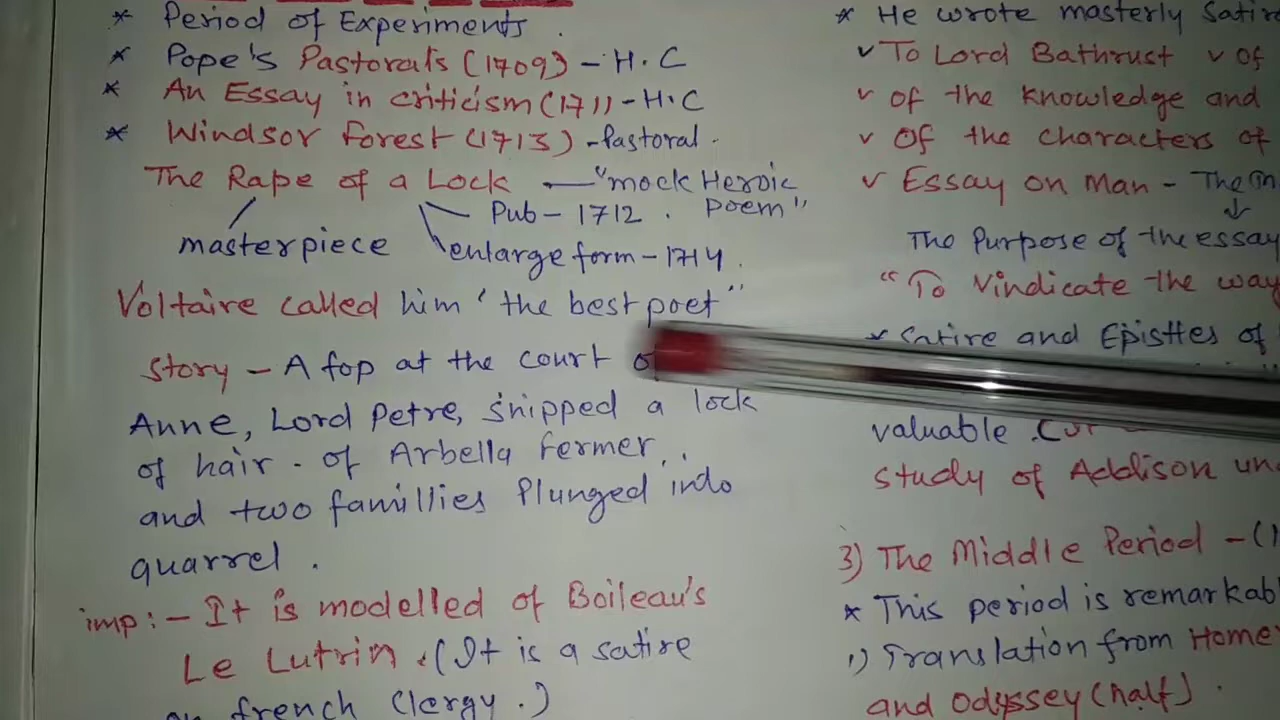 * Period of Experiments.
* Pope's Pastorals (1709) - H.C
* An Essay in criticism (1711) - H.C
* Windsor Forest (1713) - Pastoral.
The Rape of a Lock — "mock Heroic
Poem"
Pub - 1712.
masterpiece
enlarge form - 1714.
Voltaire called him 'the best poet"
Story - A fop at the court
Anne, Lord Petre, snipped a lock
of hair. of Arbella Fermer,.
and two famillies Plunged into
quarrel.
imp:- It is modelled of Boileau's
Le Lutrin. (It is a satire
french Clergy.)
* He wrote masterly
✓ To Lord Bathrust ✓ of
✓ of the Knowledge and
✓ Of the characters of
✓ Essay on Man - The
↓
The Purpose of the essay
"To vindicate the way
* Satire and Epistles of
valuable
study of Addison
3) The Middle Period - (1
* This period is
1) Translation from
and Odyssey (half).